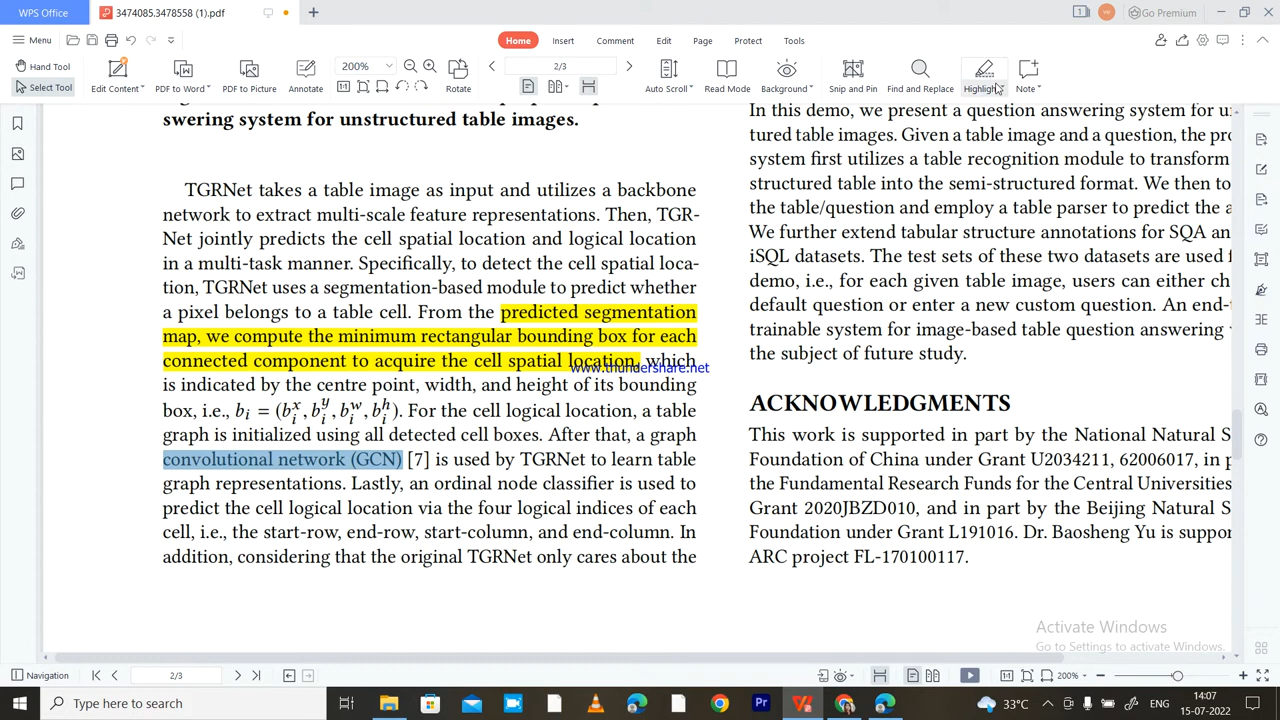 WPS Office
3474085.3478558 (1).pdf
Go Premium
Menu
Home
Insert
Comment
Edit
Page
Protect
Tools
Hand Tool
Select Tool
Edit Content
PDF to Word
PDF to Picture
Annotate
200%
Rotate
2/3
Auto Scroll
Read Mode
Background
Snip and Pin
Find and Replace
Highlight
Note
swering system for unstructured table images.
TGRNet takes a table image as input and utilizes a backbone
network to extract multi-scale feature representations. Then, TGR-
Net jointly predicts the cell spatial location and logical location
in a multi-task manner. Specifically, to detect the cell spatial loca-
tion, TGRNet uses a segmentation-based module to predict whether
a pixel belongs to a table cell. From the predicted segmentation
map, we compute the minimum rectangular bounding box for each
connected component to acquire the cell spatial location, which
www.thundershare.net
is indicated by the centre point, width, and height of its bounding
box, i.e., b_i = (b_i^x, b_i^y, b_i^w, b_i^h). For the cell logical location, a table
graph is initialized using all detected cell boxes. After that, a graph
convolutional network (GCN) [7] is used by TGRNet to learn table
graph representations. Lastly, an ordinal node classifier is used to
predict the cell logical location via the four logical indices of each
cell, i.e., the start-row, end-row, start-column, and end-column. In
addition, considering that the original TGRNet only cares about the
In this demo, we present a question answering system for un
tured table images. Given a table image and a question, the pro
system first utilizes a table recognition module to transform
structured table into the semi-structured format. We then to
the table/question and employ a table parser to predict the a
We further extend tabular structure annotations for SQA an
iSQL datasets. The test sets of these two datasets are used f
demo, i.e., for each given table image, users can either ch
default question or enter a new custom question. An end-
trainable system for image-based table question answering
the subject of future study.
ACKNOWLEDGMENTS
This work is supported in part by the National Natural S
Foundation of China under Grant U2034211, 62006017, in p
the Fundamental Research Funds for the Central Universities
Grant 2020JBZD010, and in part by the Beijing Natural S
Foundation under Grant L191016. Dr. Baosheng Yu is suppo
ARC project FL-170100117.
Activate Windows
Go to Settings to activate Windows.
Navigation
2/3
200%
Type here to search
33°C
ENG
14:07
15-07-2022